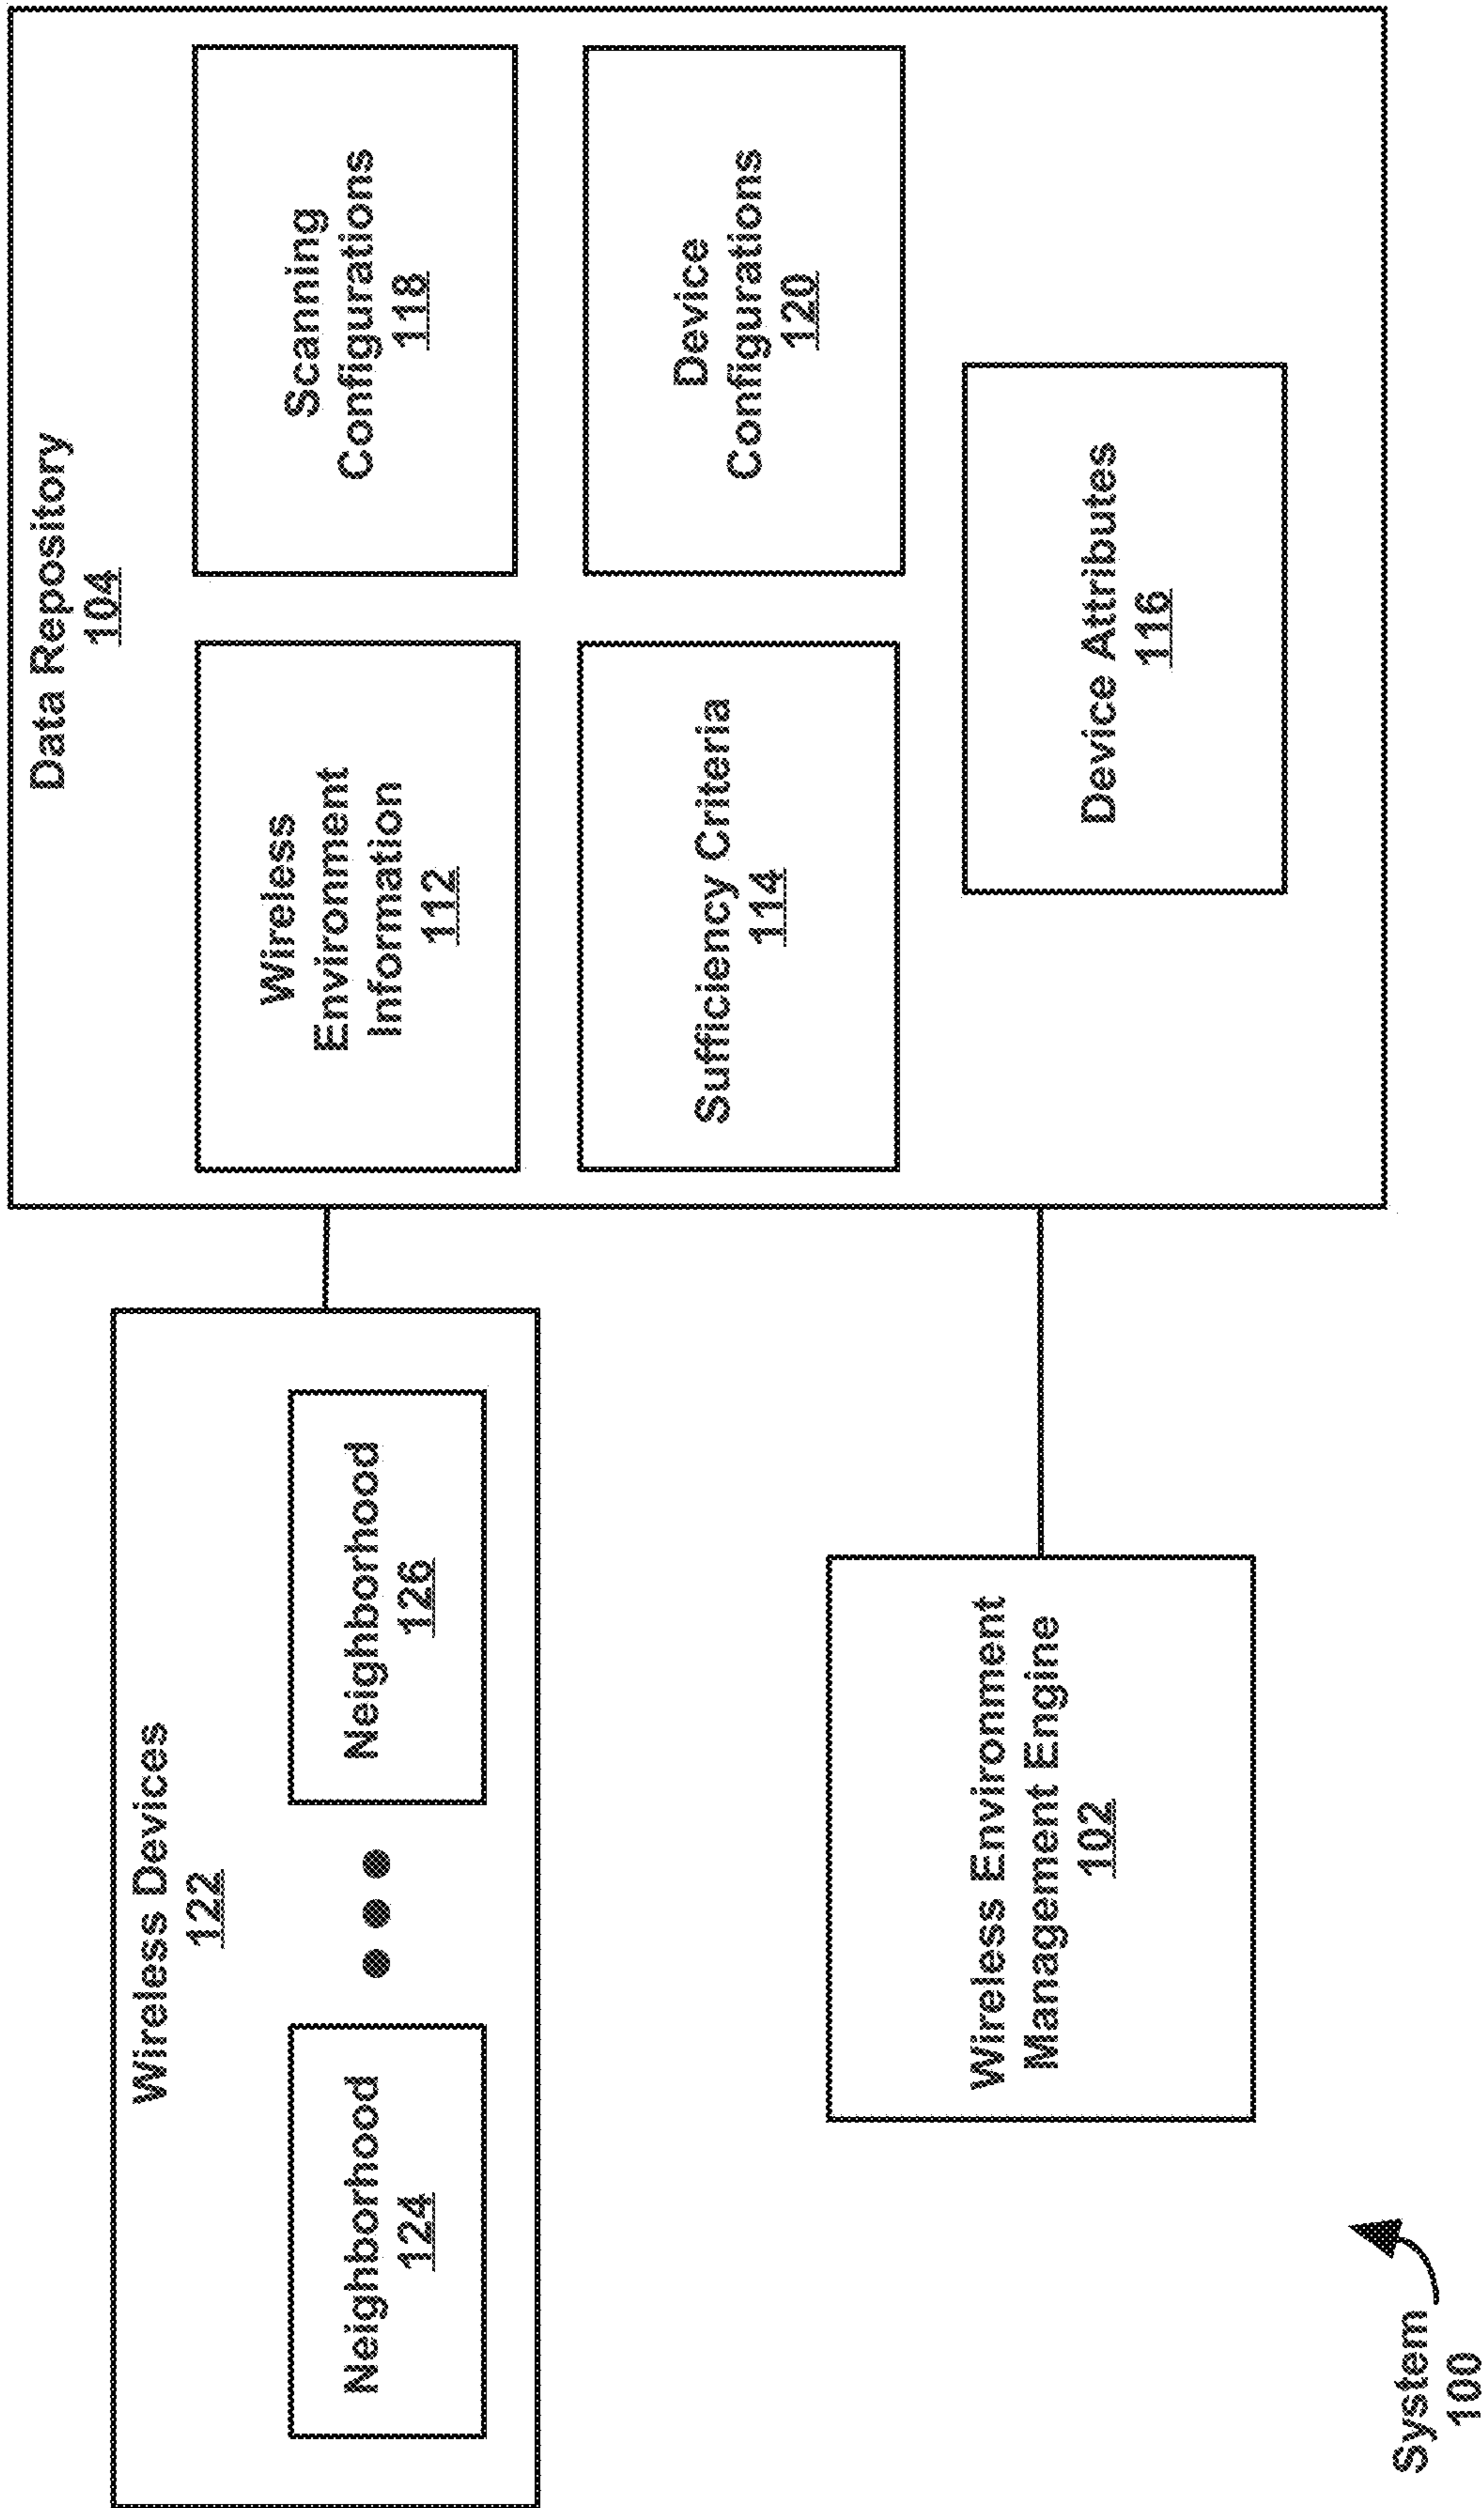 Wireless Devices
122
Neighborhood
124
Neighborhood
126
Wireless Environment
Management Engine
102
System
100
Data Repository
104
Wireless
Environment
Information
112
Scanning
Configurations
118
Sufficiency Criteria
114
Device
Configurations
120
Device Attributes
116